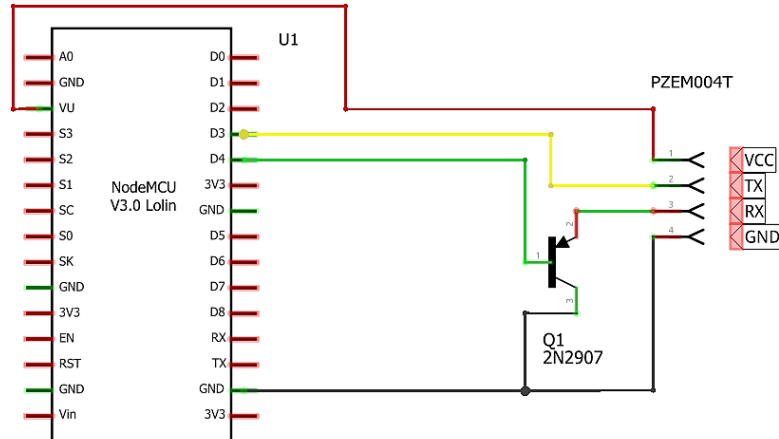 U1
A0
GND
VU
S3
S2
S1
SC
S0
SK
GND
3V3
EN
RST
GND
Vin
NodeMCU
V3.0 Lolin
D0
D1
D2
D3
D4
3V3
GND
D5
D6
D7
D8
RX
TX
GND
3V3
PZEM004T
1
VCC
2
TX
3
RX
4
GND
1
2
3
Q1
2N2907